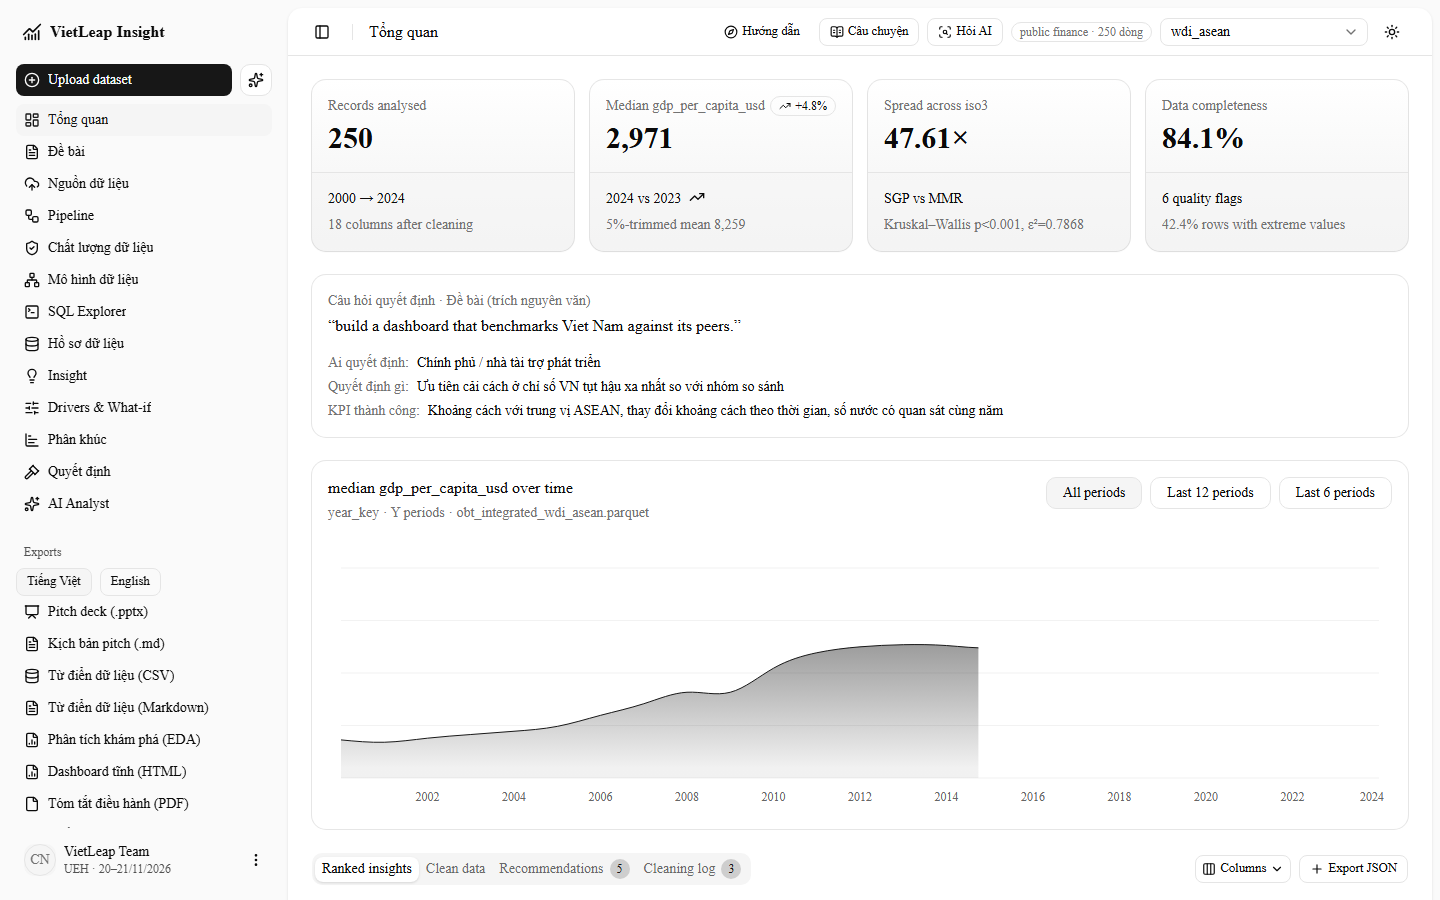 VietLeap Insight
Upload dataset
Tổng quan
Đề bài
Nguồn dữ liệu
Pipeline
Chất lượng dữ liệu
Mô hình dữ liệu
SQL Explorer
Hồ sơ dữ liệu
Insight
Drivers & What-if
Phân khúc
Quyết định
AI Analyst
Exports
Tiếng Việt English
Pitch deck (.pptx)
Kịch bản pitch (.md)
Từ điển dữ liệu (CSV)
Từ điển dữ liệu (Markdown)
Phân tích khám phá (EDA)
Dashboard tĩnh (HTML)
Tóm tắt điều hành (PDF)
CN
VietLeap Team
UEH · 20–21/11/2026
Tổng quan
Hướng dẫn Câu chuyện Hỏi AI public finance · 250 dòng wdi_asean
Records analysed
250
2000 → 2024
18 columns after cleaning
Median gdp_per_capita_usd +4.8%
2,971
2024 vs 2023
5%-trimmed mean 8,259
Spread across iso3
47.61×
SGP vs MMR
Kruskal–Wallis p<0.001, ε²=0.7868
Data completeness
84.1%
6 quality flags
42.4% rows with extreme values
Câu hỏi quyết định · Đề bài (trích nguyên văn)
“build a dashboard that benchmarks Viet Nam against its peers.”
Ai quyết định: Chính phủ / nhà tài trợ phát triển
Quyết định gì: Ưu tiên cải cách ở chỉ số VN tụt hậu xa nhất so với nhóm so sánh
KPI thành công: Khoảng cách với trung vị ASEAN, thay đổi khoảng cách theo thời gian, số nước có quan sát cùng năm
median gdp_per_capita_usd over time
year_key · Y periods · obt_integrated_wdi_asean.parquet
All periods Last 12 periods Last 6 periods
2002 2004 2006 2008 2010 2012 2014 2016 2018 2020 2022 2024
Ranked insights Clean data Recommendations 5 Cleaning log 3
Columns Export JSON